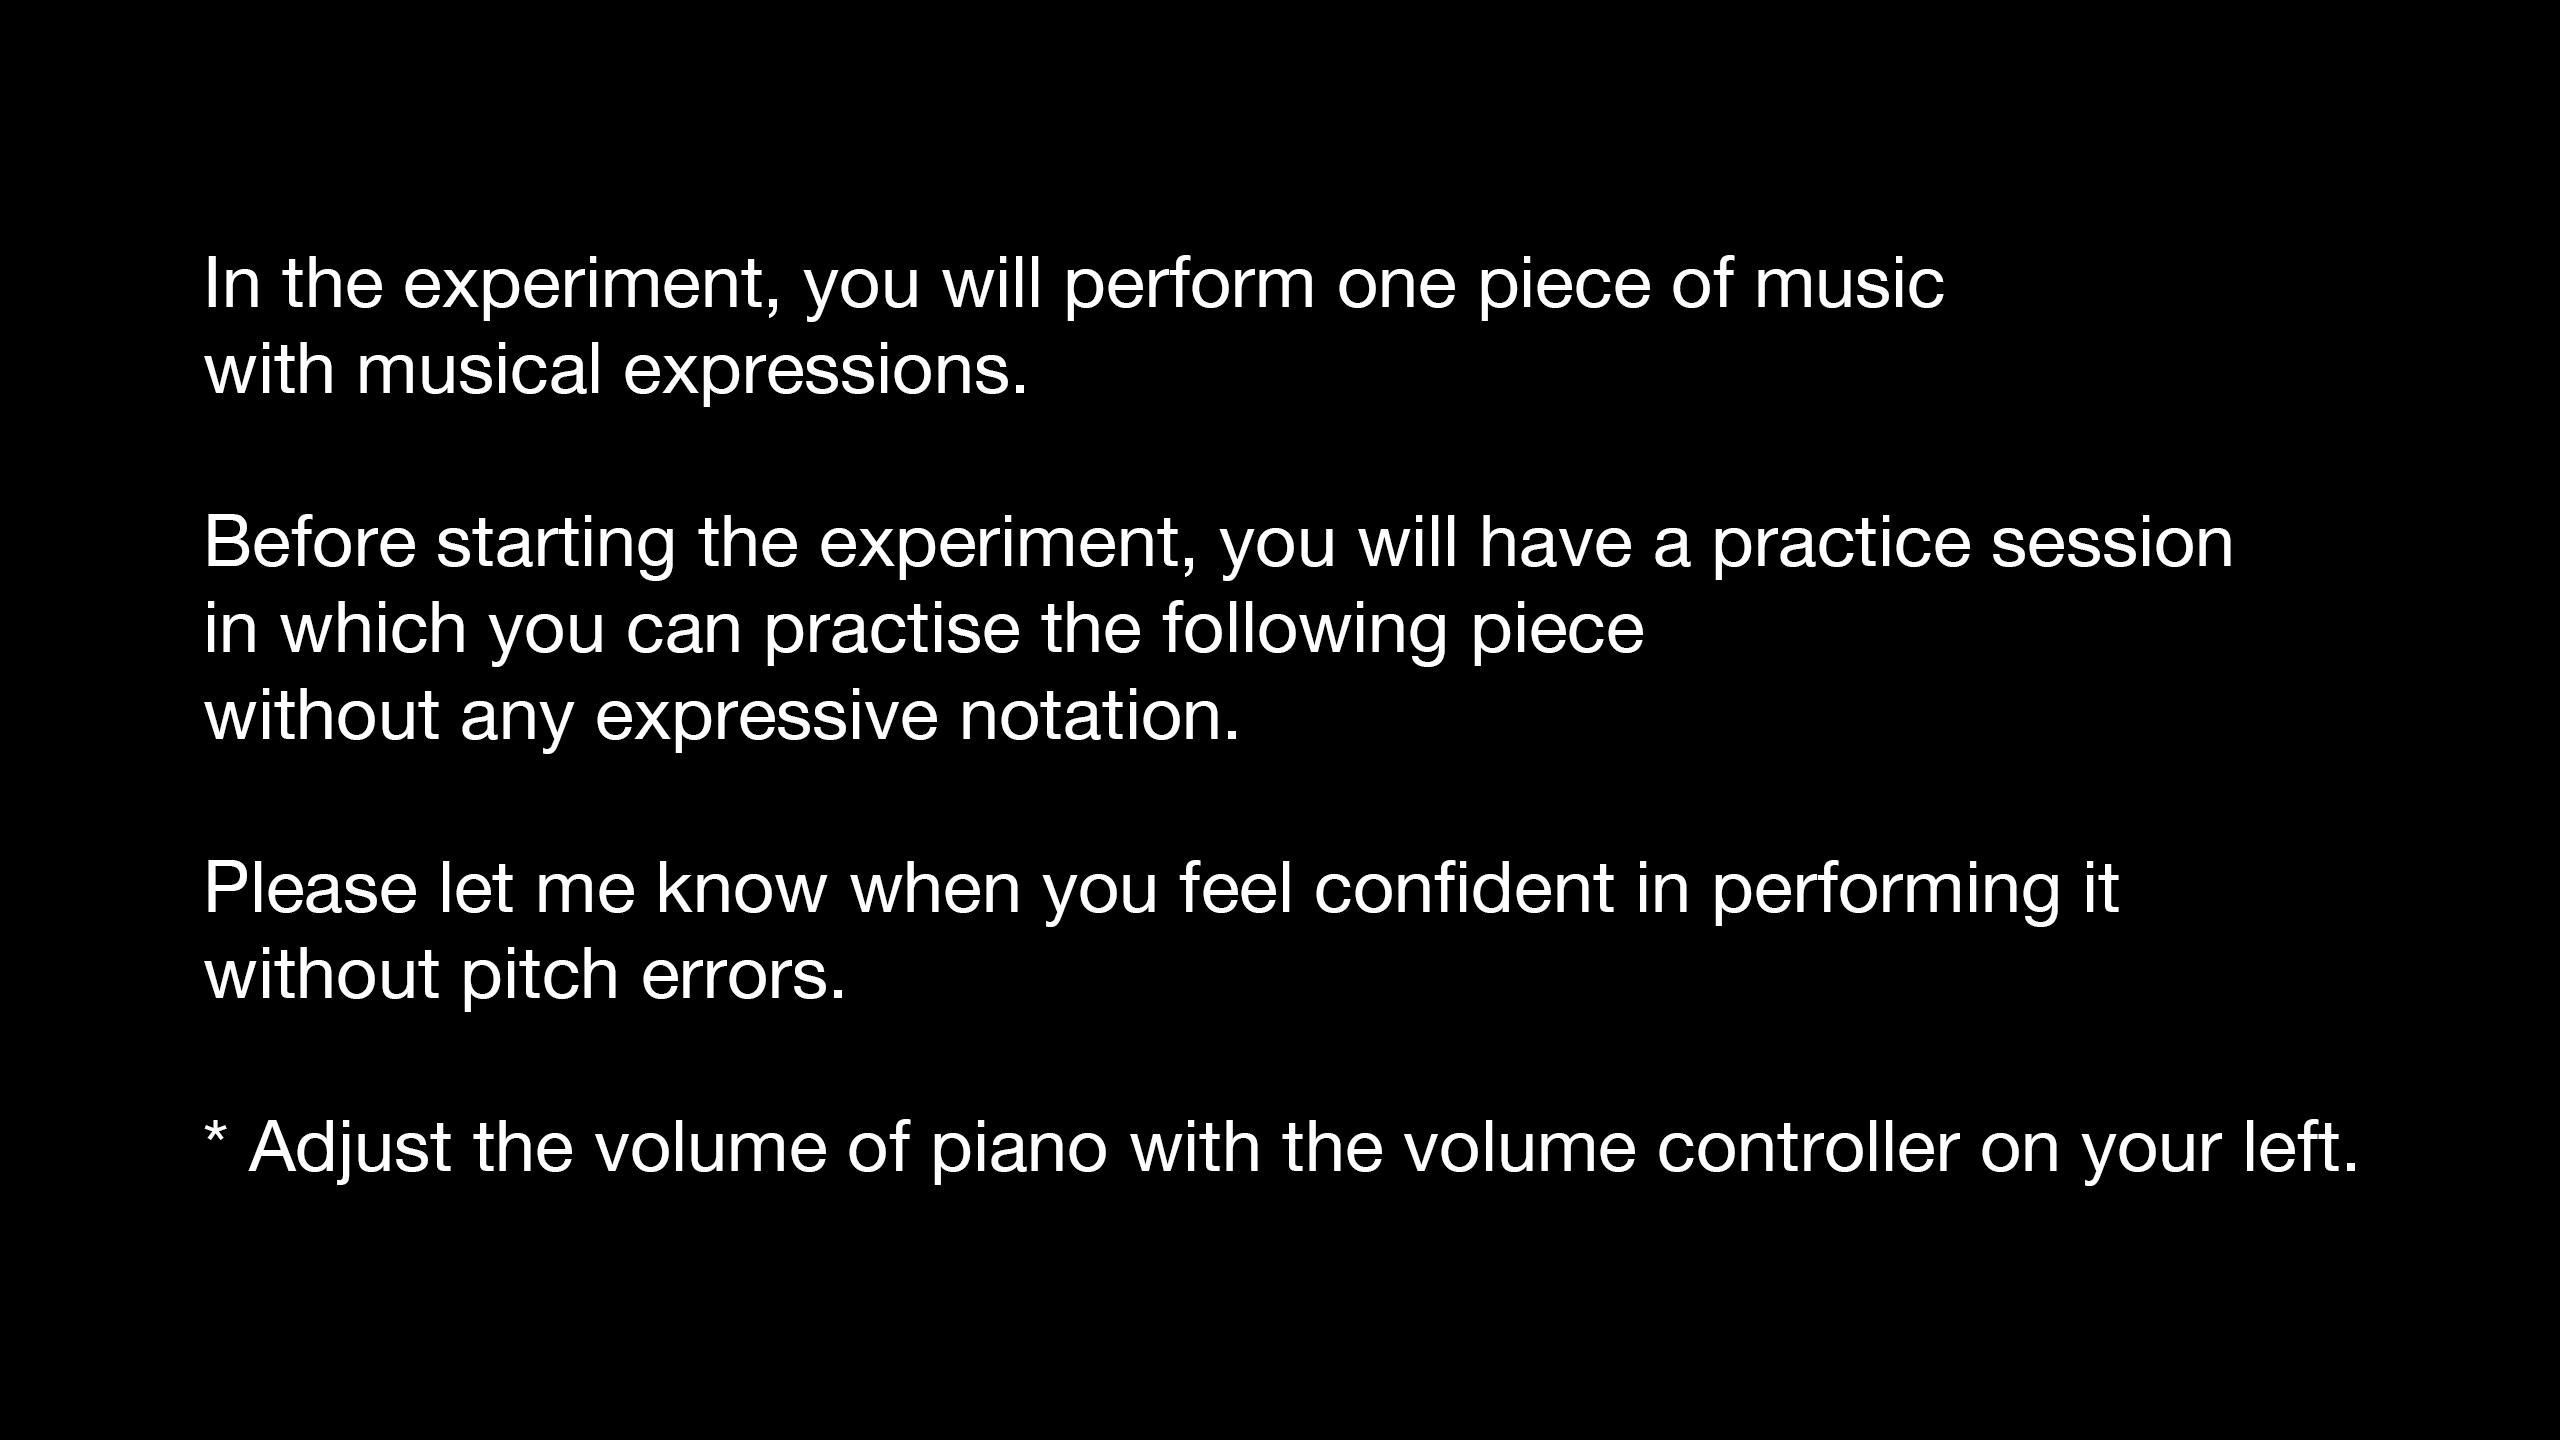 In the experiment, you will perform one piece of music
with musical expressions.
Before starting the experiment, you will have a practice session
in which you can practise the following piece
without any expressive notation.
Please let me know when you feel confident in performing it
without pitch errors.
* Adjust the volume of piano with the volume controller on your left.